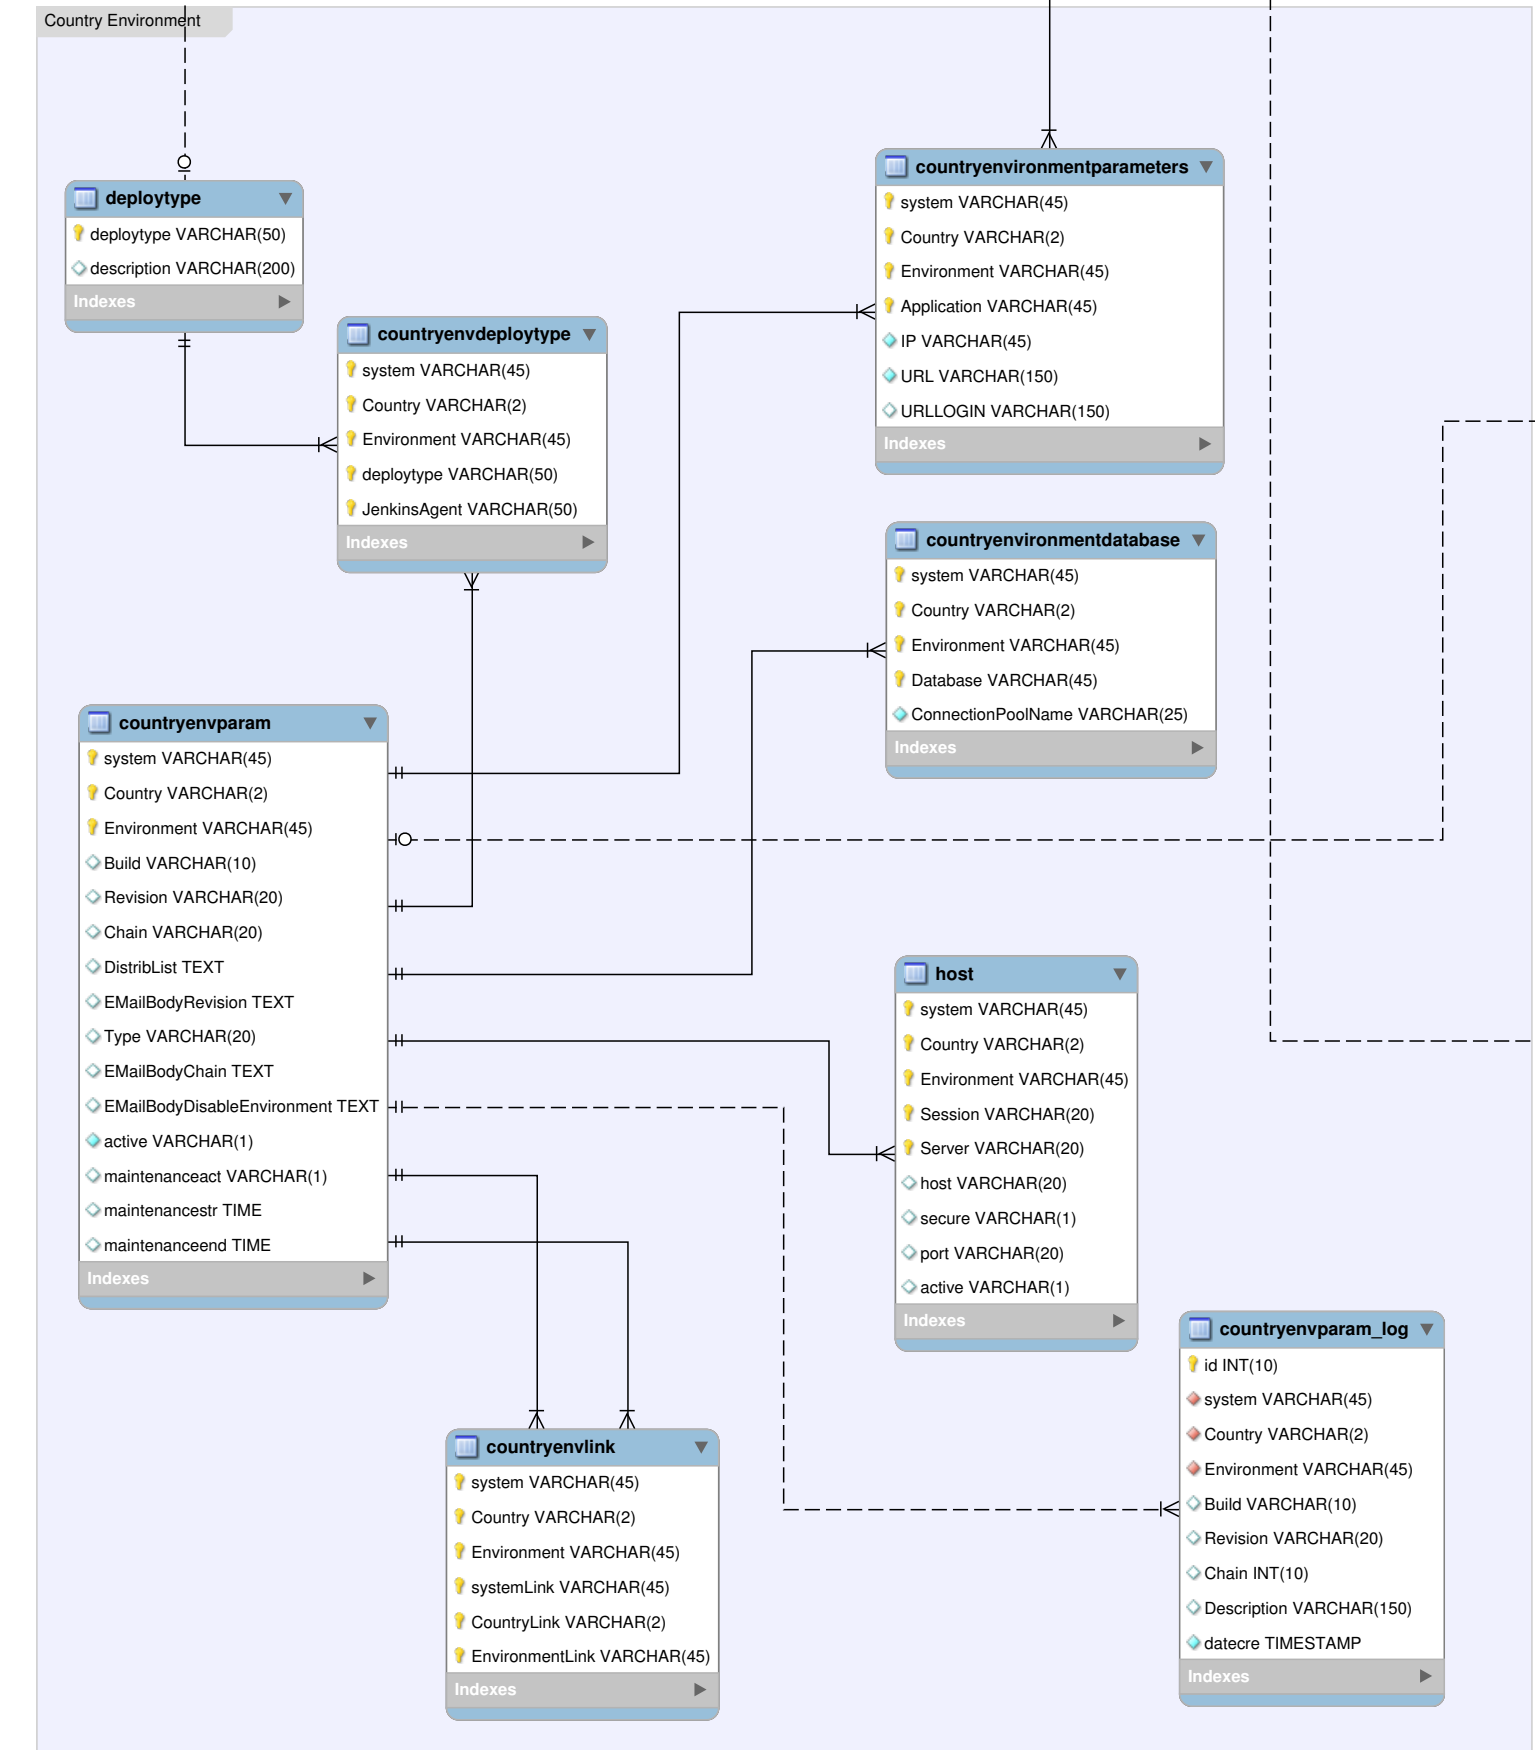 Country Environment
deploytype
deploytype VARCHAR(50)
description VARCHAR(200)
Indexes
countryenvdeploytype
system VARCHAR(45)
Country VARCHAR(2)
Environment VARCHAR(45)
deploytype VARCHAR(50)
JenkinsAgent VARCHAR(50)
Indexes
countryenvironmentparameters
system VARCHAR(45)
Country VARCHAR(2)
Environment VARCHAR(45)
Application VARCHAR(45)
IP VARCHAR(45)
URL VARCHAR(150)
URLLOGIN VARCHAR(150)
Indexes
countryenvironmentdatabase
system VARCHAR(45)
Country VARCHAR(2)
Environment VARCHAR(45)
Database VARCHAR(45)
ConnectionPoolName VARCHAR(25)
Indexes
countryenvparam
system VARCHAR(45)
Country VARCHAR(2)
Environment VARCHAR(45)
Build VARCHAR(10)
Revision VARCHAR(20)
Chain VARCHAR(20)
DistribList TEXT
EMailBodyRevision TEXT
Type VARCHAR(20)
EMailBodyChain TEXT
EMailBodyDisableEnvironment TEXT
active VARCHAR(1)
maintenanceact VARCHAR(1)
maintenancestr TIME
maintenanceend TIME
Indexes
host
system VARCHAR(45)
Country VARCHAR(2)
Environment VARCHAR(45)
Session VARCHAR(20)
Server VARCHAR(20)
host VARCHAR(20)
secure VARCHAR(1)
port VARCHAR(20)
active VARCHAR(1)
Indexes
countryenvparam_log
id INT(10)
system VARCHAR(45)
Country VARCHAR(2)
Environment VARCHAR(45)
Build VARCHAR(10)
Revision VARCHAR(20)
Chain INT(10)
Description VARCHAR(150)
datecre TIMESTAMP
Indexes
countryenvlink
system VARCHAR(45)
Country VARCHAR(2)
Environment VARCHAR(45)
systemLink VARCHAR(45)
CountryLink VARCHAR(2)
EnvironmentLink VARCHAR(45)
Indexes